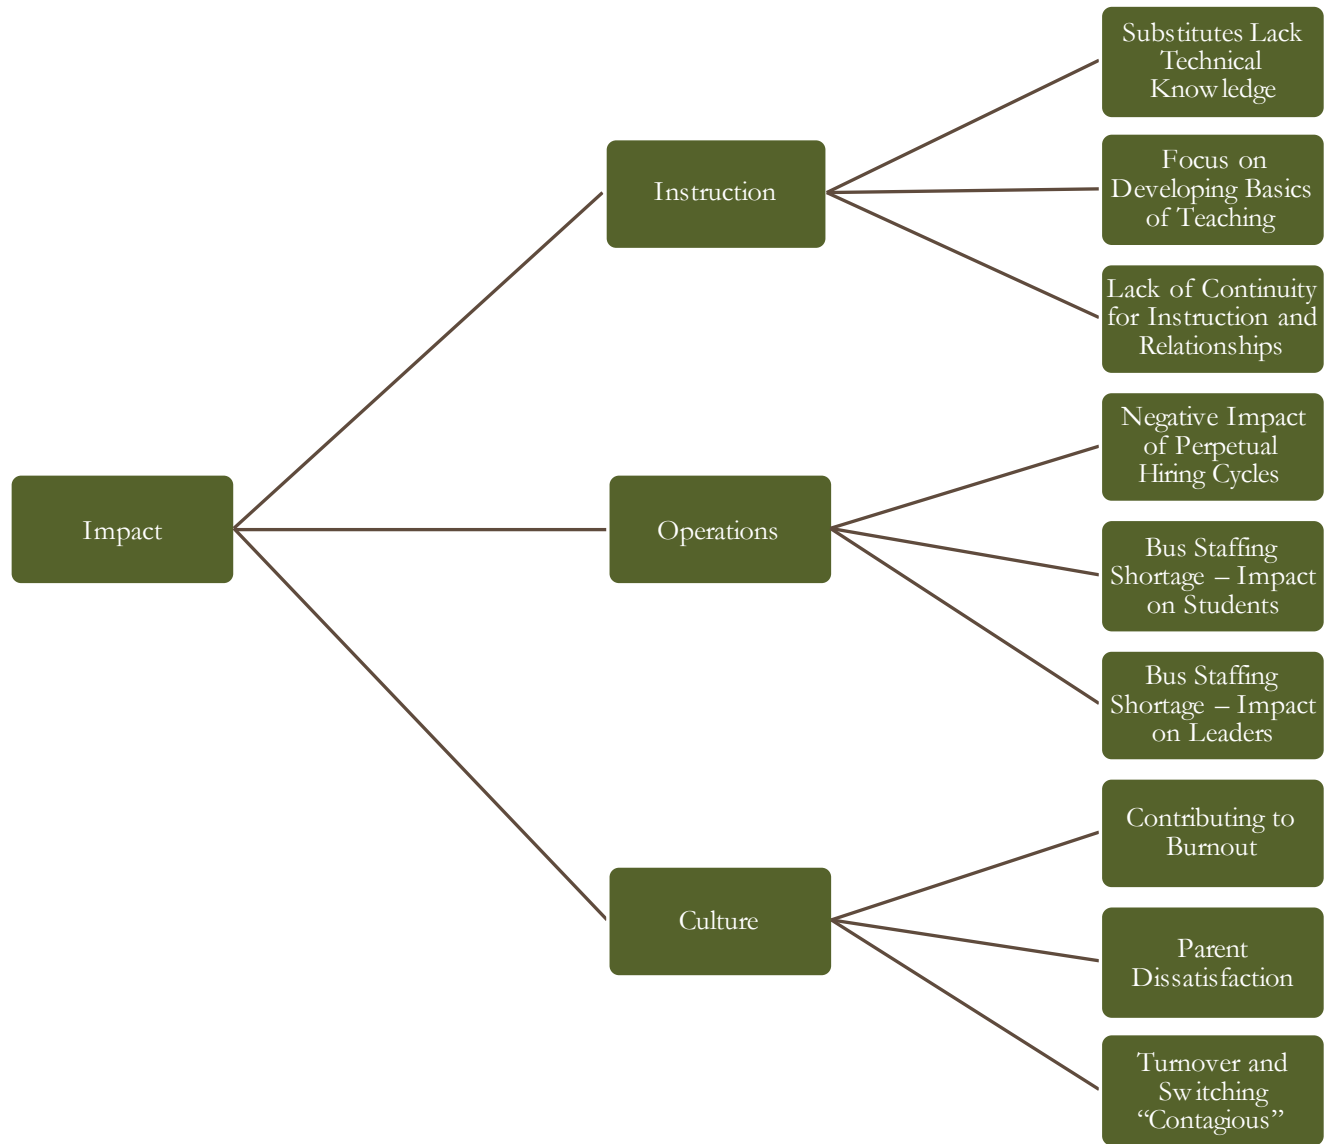 Impact
Instruction
Substitutes Lack
Technical
Knowledge
Focus on
Developing Basics
of Teaching
Lack of Continuity
for Instruction and
Relationships
Operations
Negative Impact
of Perpetual
Hiring Cycles
Bus Staffing
Shortage – Impact
on Students
Bus Staffing
Shortage – Impact
on Leaders
Culture
Contributing to
Burnout
Parent
Dissatisfaction
Turnover and
Switching
“Contagious”